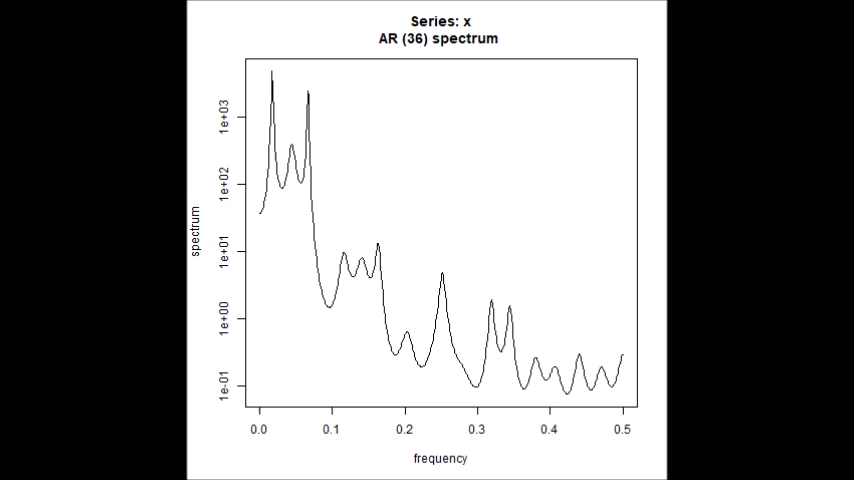 Series: x
AR (36) spectrum
spectrum
1e+03
1e+02
1e+01
1e+00
1e-01
0.0 0.1 0.2 0.3 0.4 0.5
frequency